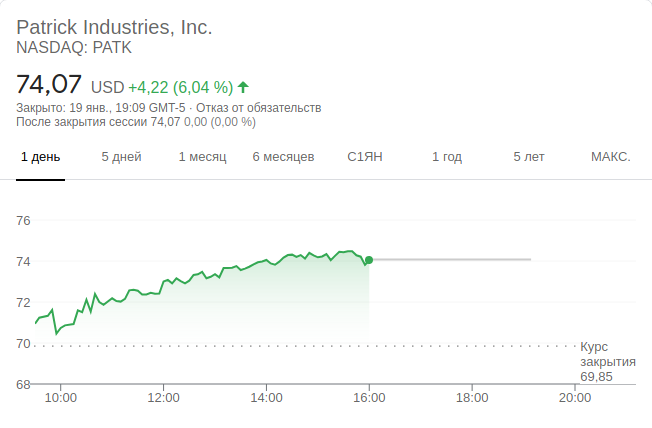 Patrick Industries, Inc.
NASDAQ: PATK
74,07 USD +4,22 (6,04 %)
Закрыто: 19 янв., 19:09 GMT-5 · Отказ от обязательств
После закрытия сессии 74,07 0,00 (0,00 %)
1 день 5 дней 1 месяц 6 месяцев С1ЯН 1 год 5 лет МАКС.
76
74
72
70
Курс
закрытия
69,85
68
10:00 12:00 14:00 16:00 18:00 20:00